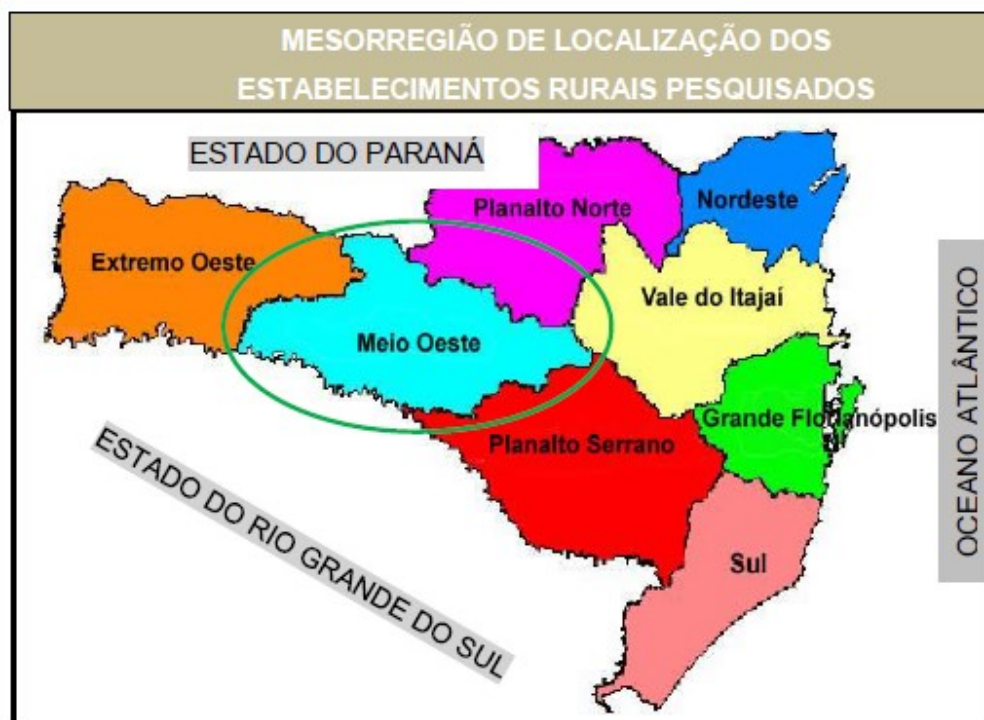 MESORREGIÃO DE LOCALIZAÇÃO DOS
ESTABELECIMENTOS RURAIS PESQUISADOS
ESTADO DO PARANÁ
Planalto Norte
Nordeste
Extremo Oeste
Vale do Itajaí
Meio Oeste
Grande Florianópolis
Planalto Serrano
OCEANO ATLÂNTICO
ESTADO DO RIO GRANDE DO SUL
Sul